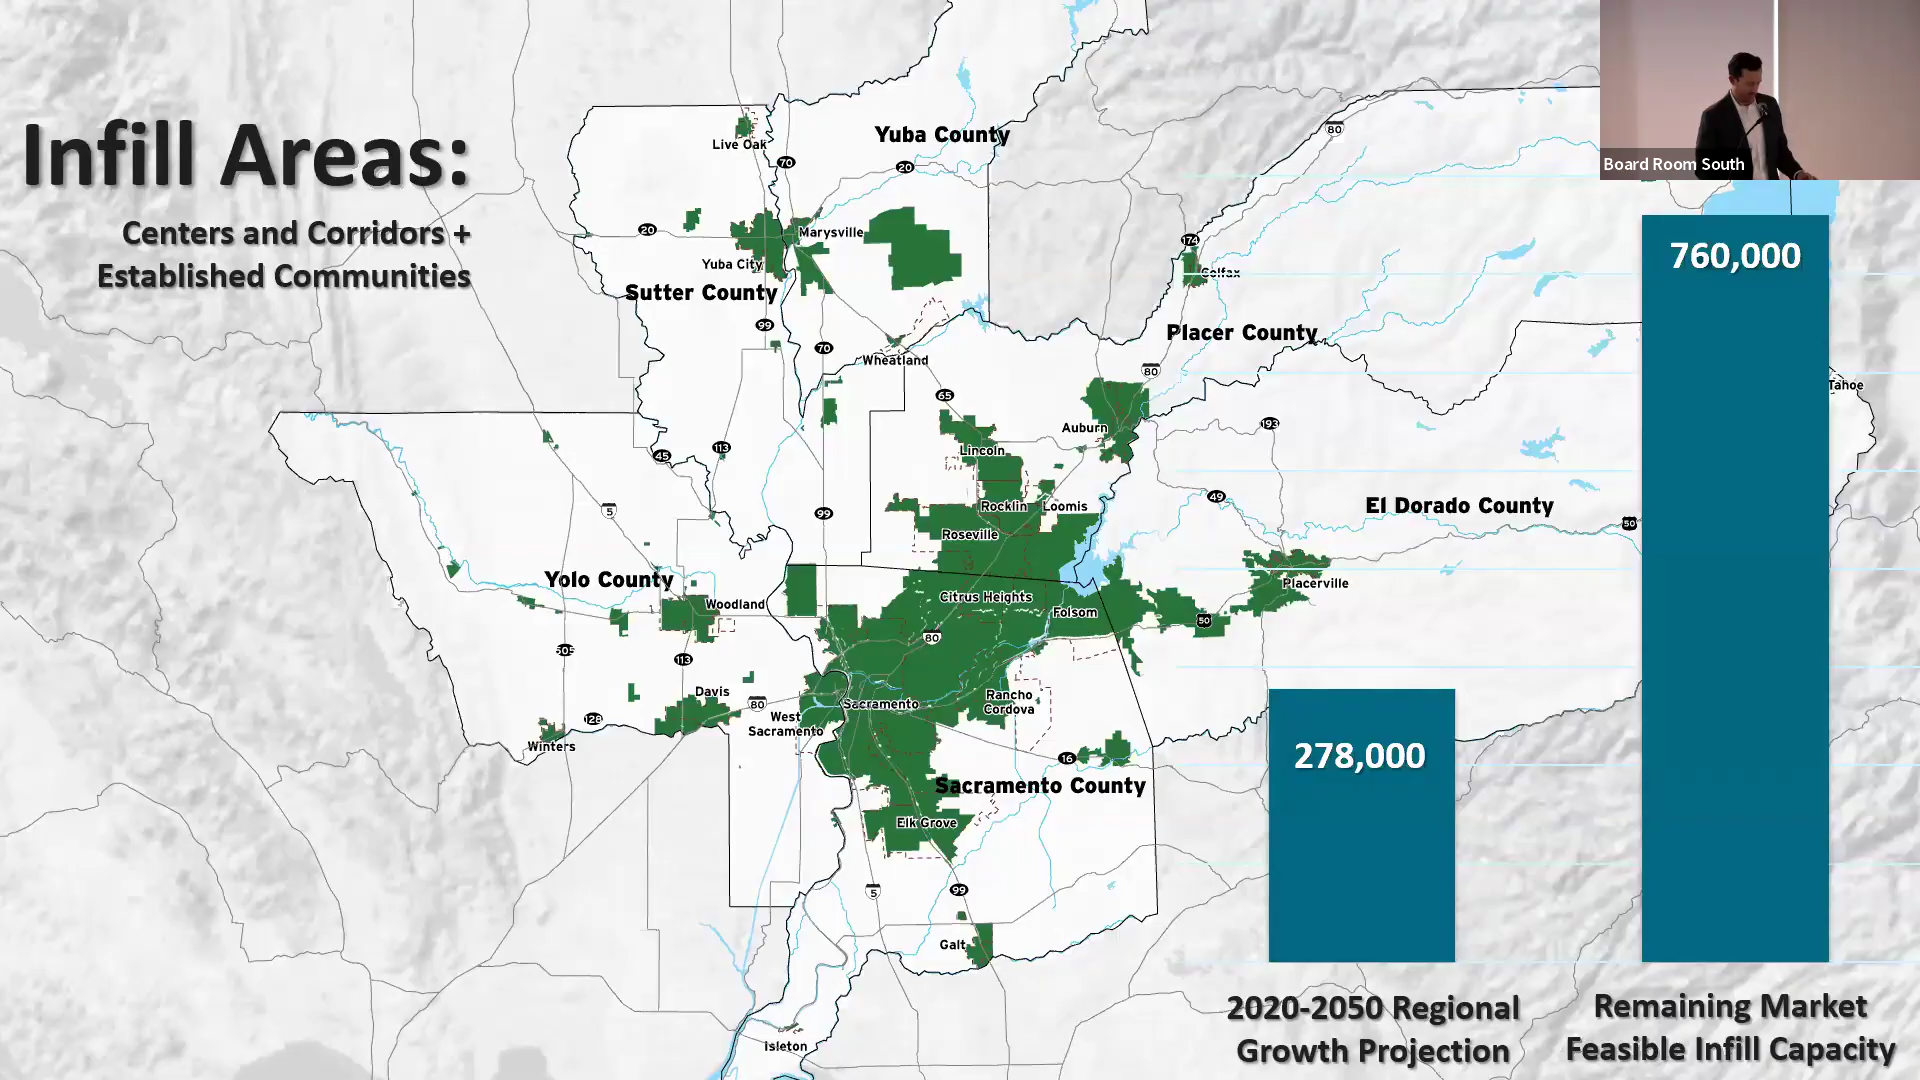 Infill Areas:
Centers and Corridors +
Established Communities
Board Room South
Yuba County
Live Oak
70
20
80
20
Marysville
Yuba City
Sutter County
174
Colfax
760,000
99
70
Wheatland
Placer County
80
65
Tahoe
Auburn
193
113
45
Lincoln
49
El Dorado County
5
99
Rocklin
Loomis
Roseville
50
Yolo County
Woodland
Citrus Heights
Folsom
Placerville
50
80
505
113
Davis
80
128
Winters
West
Sacramento
Sacramento
Rancho
Cordova
16
Sacramento County
278,000
Elk Grove
5
99
Galt
Isleton
2020-2050 Regional
Growth Projection
Remaining Market
Feasible Infill Capacity